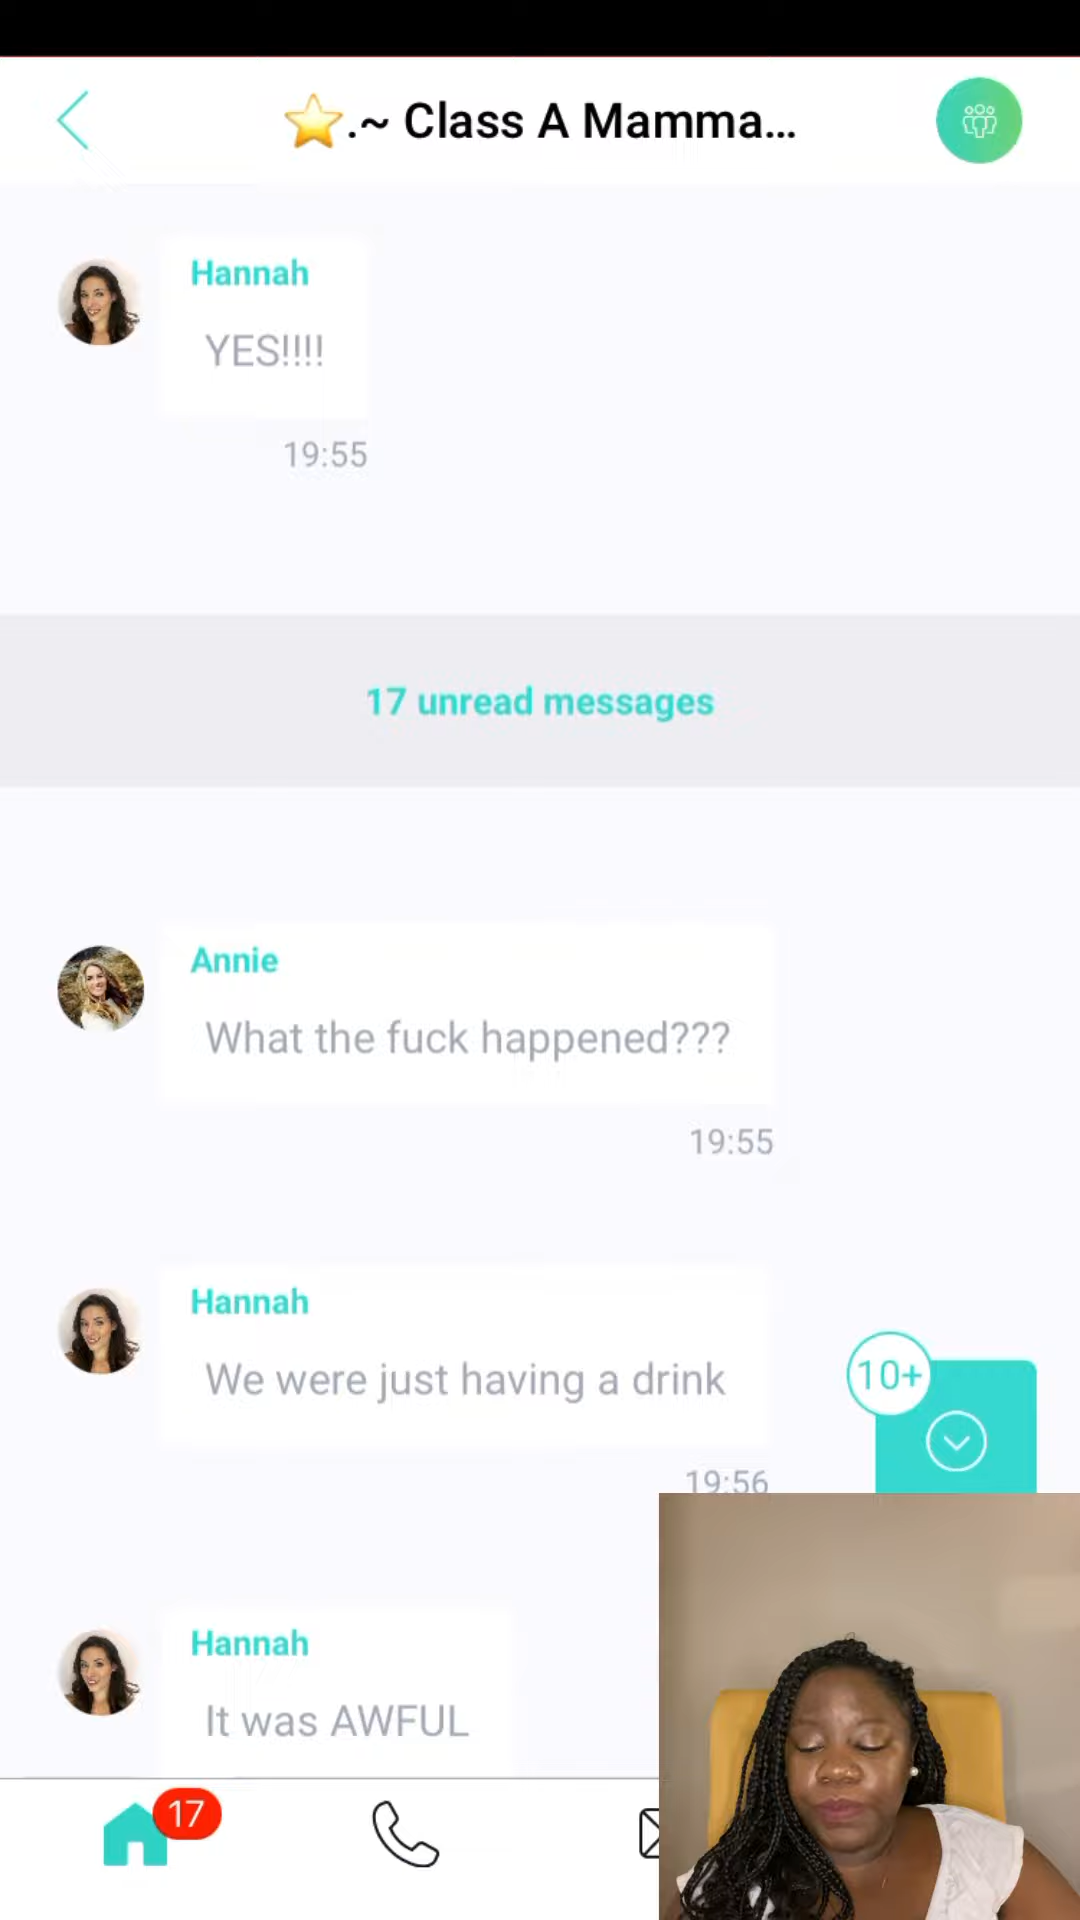 ⭐.~ Class A Mamma...
Hannah
YES!!!!
19:55
17 unread messages
Annie
What the fuck happened???
19:55
Hannah
We were just having a drink
10+
19:56
Hannah
It was AWFUL
17